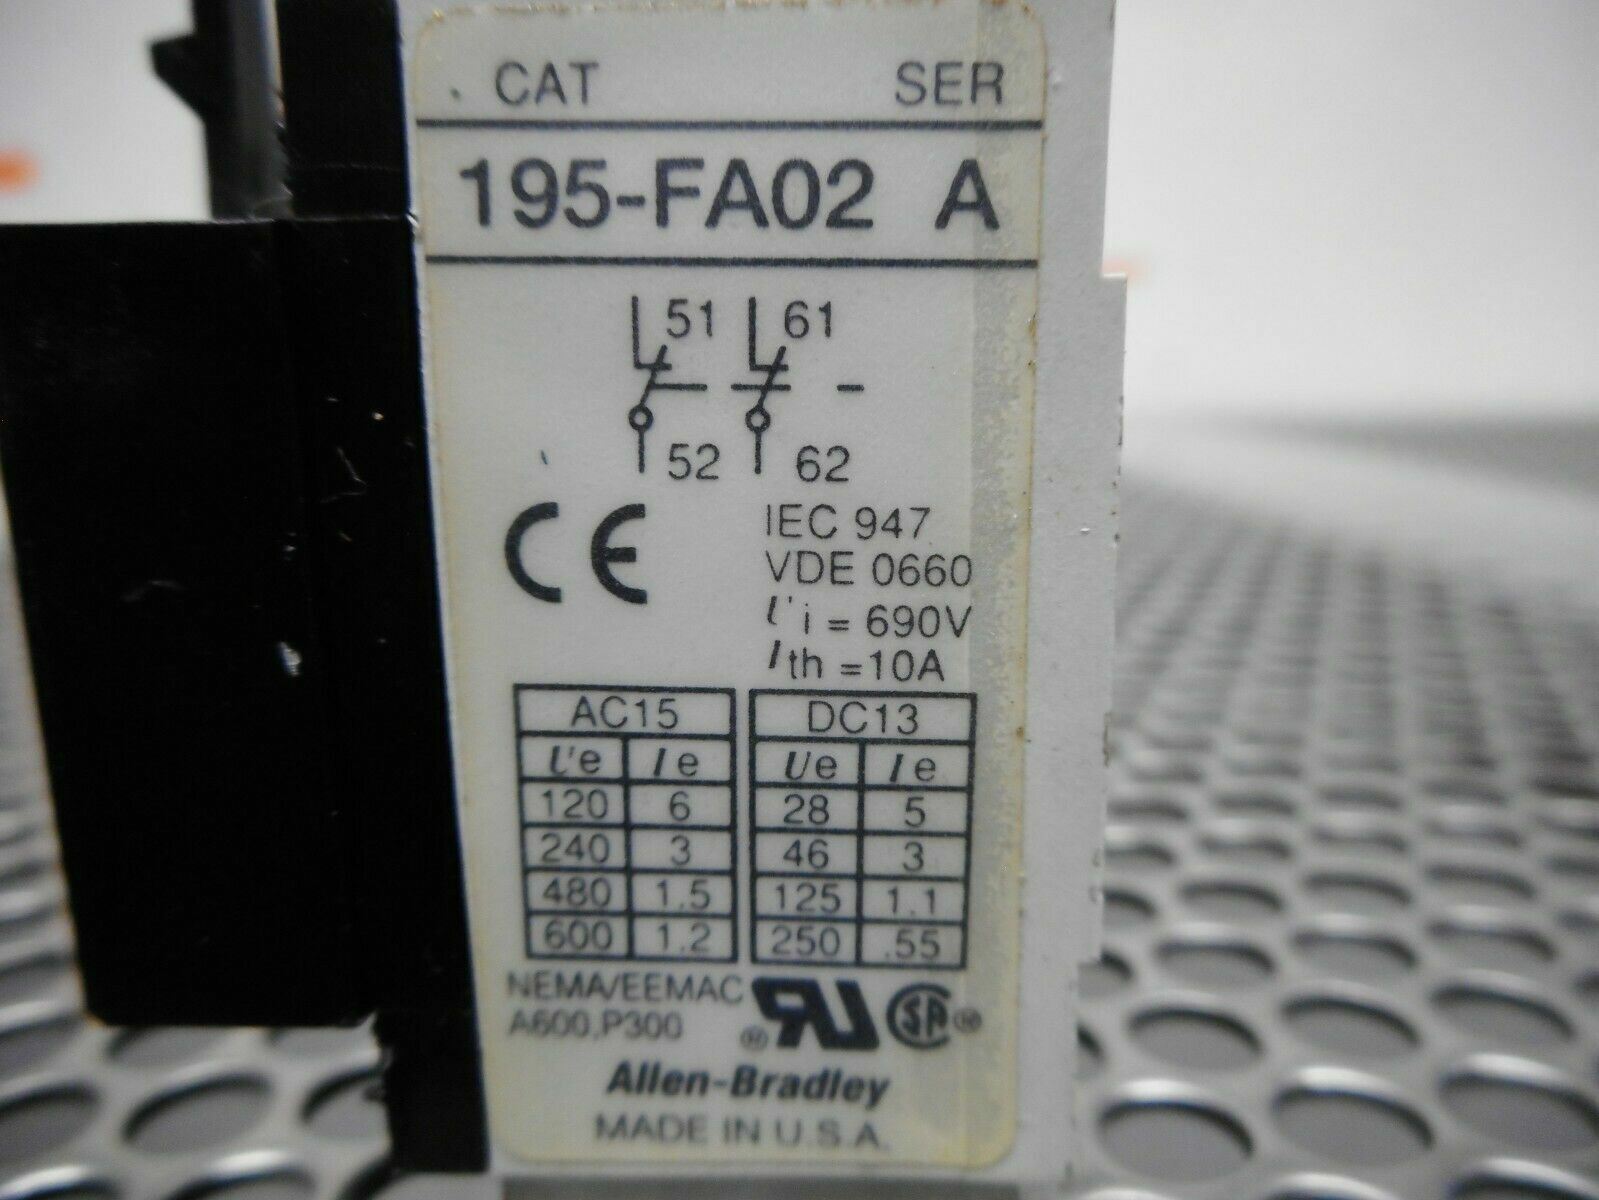 CAT SER
195-FA02 A
51 61
52 62
CE
IEC 947
VDE 0660
Ui = 690V
Ith =10A
AC15 DC13
Ue Ie Ue Ie
120 6 28 5
240 3 46 3
480 1.5 125 1.1
600 1.2 250 .55
NEMA/EEMAC
A600,P300
® RU SA ®
Allen-Bradley
MADE IN U.S.A.